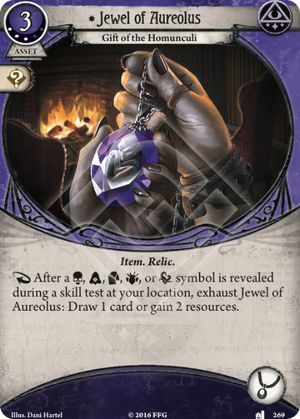 3
Jewel of Aureolus
ASSET
Gift of the Homunculi
?
Item. Relic.
After a , , , , or symbol is revealed
during a skill test at your location, exhaust Jewel of
Aureolus: Draw 1 card or gain 2 resources.
Illus. Dani Hartel
© 2016 FFG
269